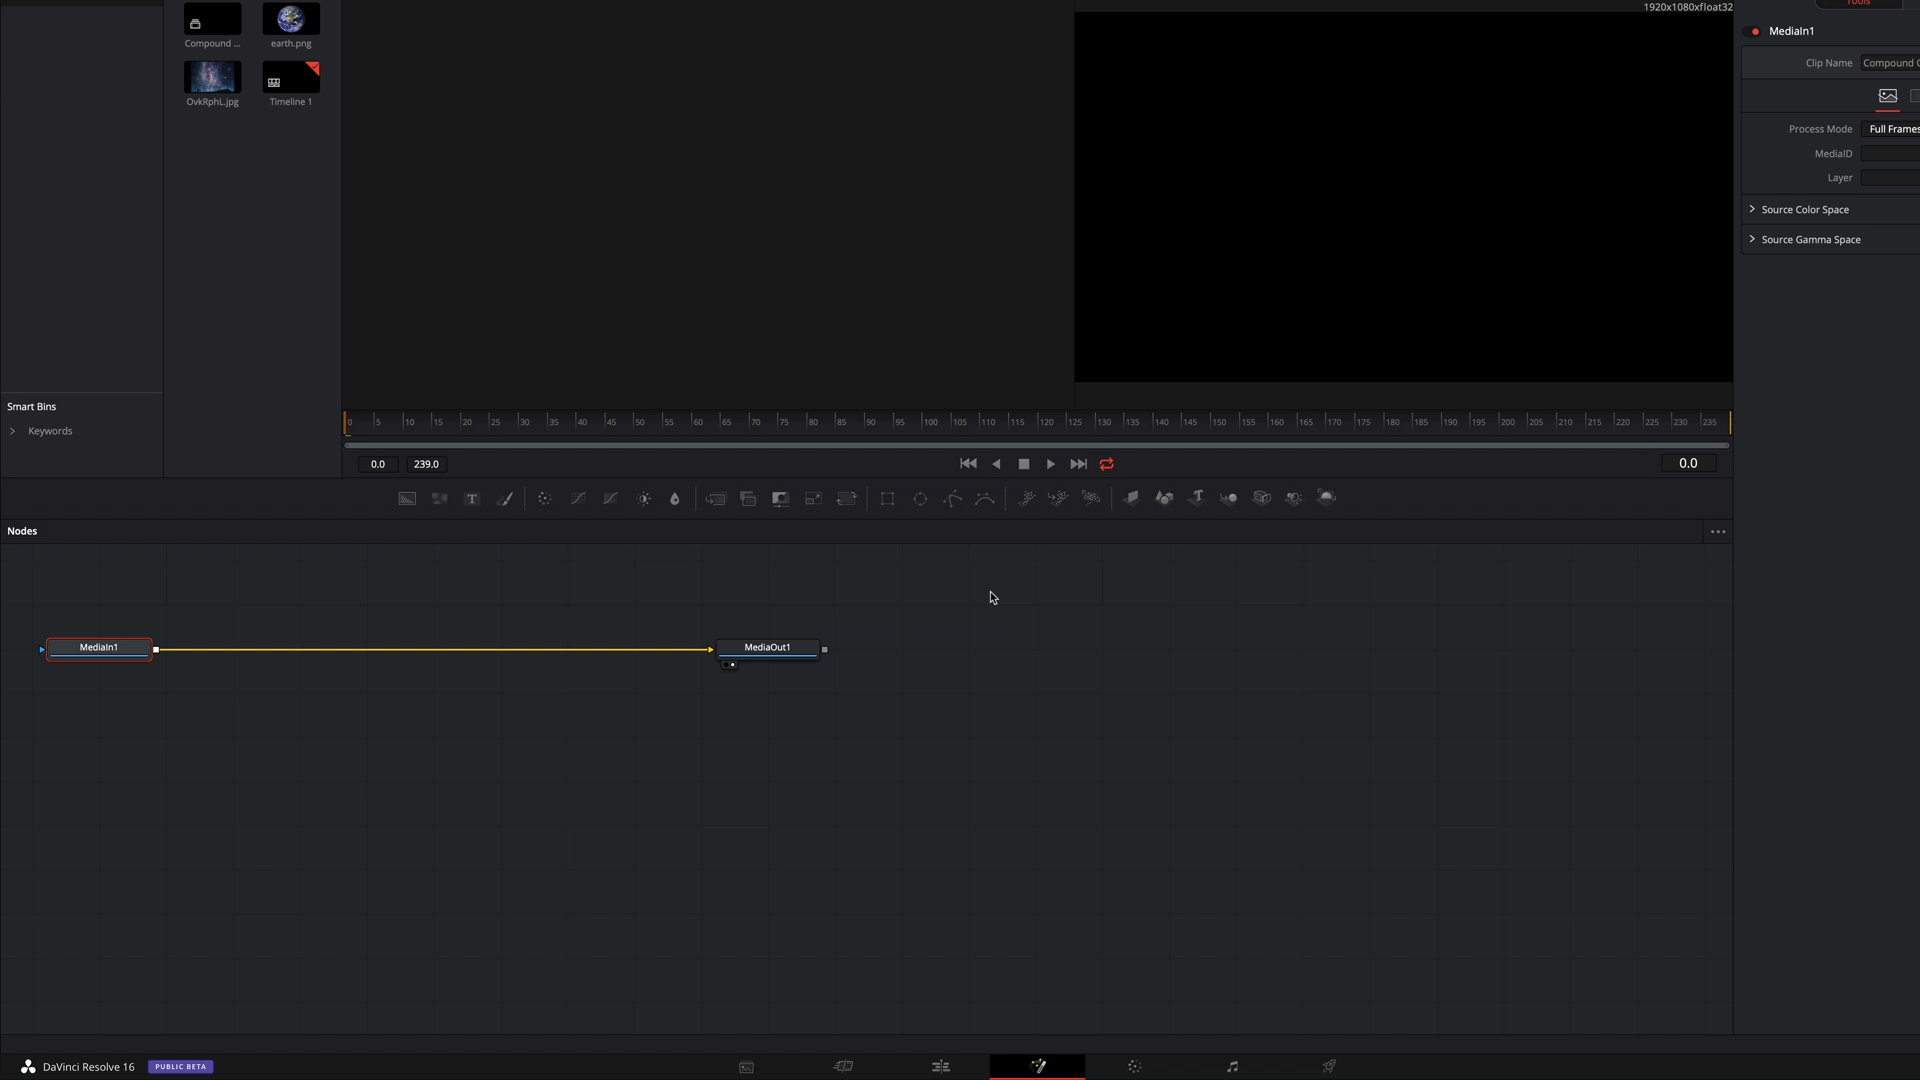 1920x1080xfloat32
Tools
MediaIn1
Clip Name Compound C
Compound ... earth.png
OvkRphL.jpg Timeline 1
Process Mode Full Frames
MediaID
Layer
Source Color Space
Source Gamma Space
Smart Bins
Keywords
0 5 10 15 20 25 30 35 40 45 50 55 60 65 70 75 80 85 90 95 100 105 110 115 120 125 130 135 140 145 150 155 160 165 170 175 180 185 190 195 200 205 210 215 220 225 230 235
0.0 239.0 0.0
Nodes
MediaIn1 MediaOut1
DaVinci Resolve 16 PUBLIC BETA